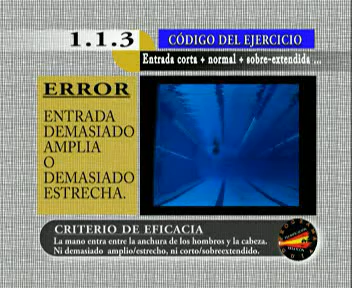 1.1.3
CÓDIGO DEL EJERCICIO
Entrada corta + normal + sobre-extendida ...
ERROR
ENTRADA
DEMASIADO
AMPLIA
O
DEMASIADO
ESTRECHA.
CRITERIO DE EFICACIA
La mano entra entre la anchura de los hombros y la cabeza.
Ni demasiado amplio/estrecho, ni corto/sobreextendido.